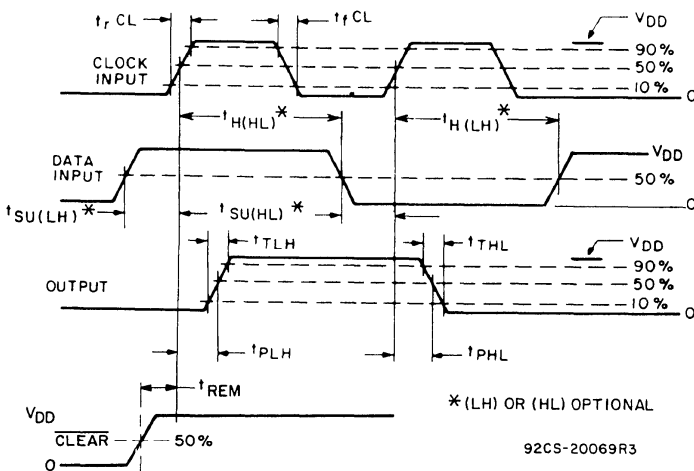 t_r CL
t_f CL
V_DD
90%
50%
10%
0
CLOCK
INPUT
t_H(HL)*
t_H(LH)*
DATA
INPUT
V_DD
50%
0
t_SU(LH)*
t_SU(HL)*
t_TLH
t_THL
V_DD
90%
50%
10%
0
OUTPUT
t_PLH
t_PHL
t_REM
V_DD
CLEAR
50%
0
*(LH) OR (HL) OPTIONAL
92CS-20069R3